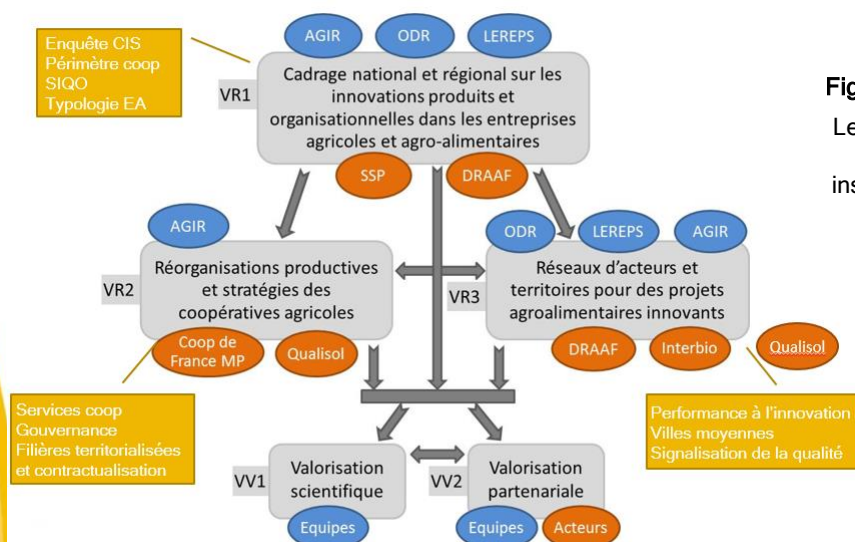 Enquête CIS
Périmètre coop
SIQO
Typologie EA
AGIR
ODR
LEREPS
VR1
Cadrage national et régional sur les
innovations produits et
organisationnelles dans les entreprises
agricoles et agro-alimentaires
SSP
DRAAF
Fig
Le
ins
AGIR
VR2
Réorganisations productives
et stratégies des
coopératives agricoles
Coop de
France MP
Qualisol
ODR
LEREPS
AGIR
VR3
Réseaux d'acteurs et
territoires pour des projets
agroalimentaires innovants
DRAAF
Interbio
Qualisol
Services coop
Gouvernance
Filières territorialisées
et contractualisation
Performance à l'innovation
Villes moyennes
Signalisation de la qualité
VV1
Valorisation
scientifique
Equipes
VV2
Valorisation
partenariale
Equipes
Acteurs